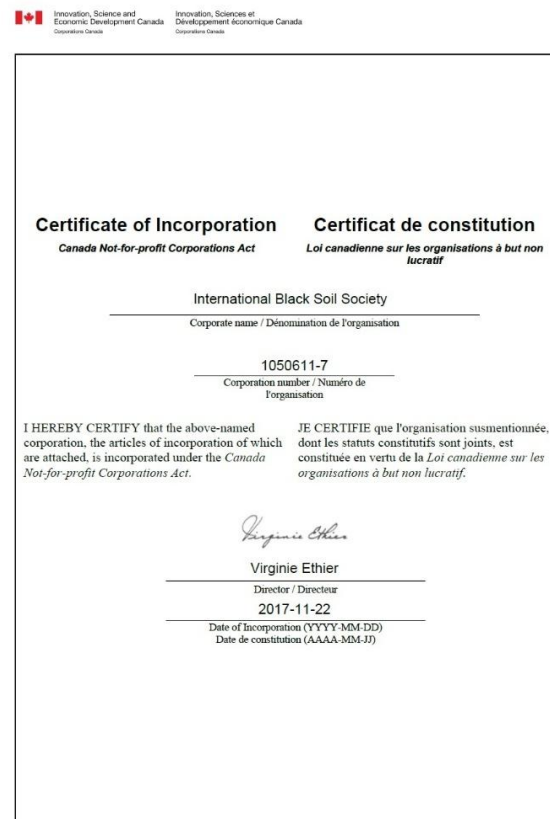 Innovation, Science and
Economic Development Canada
Corporations Canada
Innovation, Sciences et
Développement économique Canada
Corporations Canada
Certificate of Incorporation
Canada Not-for-profit Corporations Act
Certificat de constitution
Loi canadienne sur les organisations à but non
lucratif
International Black Soil Society
Corporate name / Dénomination de l'organisation
1050611-7
Corporation number / Numéro de
l'organisation
I HEREBY CERTIFY that the above-named
corporation, the articles of incorporation of which
are attached, is incorporated under the Canada
Not-for-profit Corporations Act.
JE CERTIFIE que l'organisation susmentionnée,
dont les statuts constitutifs sont joints, est
constituée en vertu de la Loi canadienne sur les
organisations à but non lucratif.
Virginie Ethier
Virginie Ethier
Director / Directeur
2017-11-22
Date of Incorporation (YYYY-MM-DD)
Date de constitution (AAAA-MM-JJ)